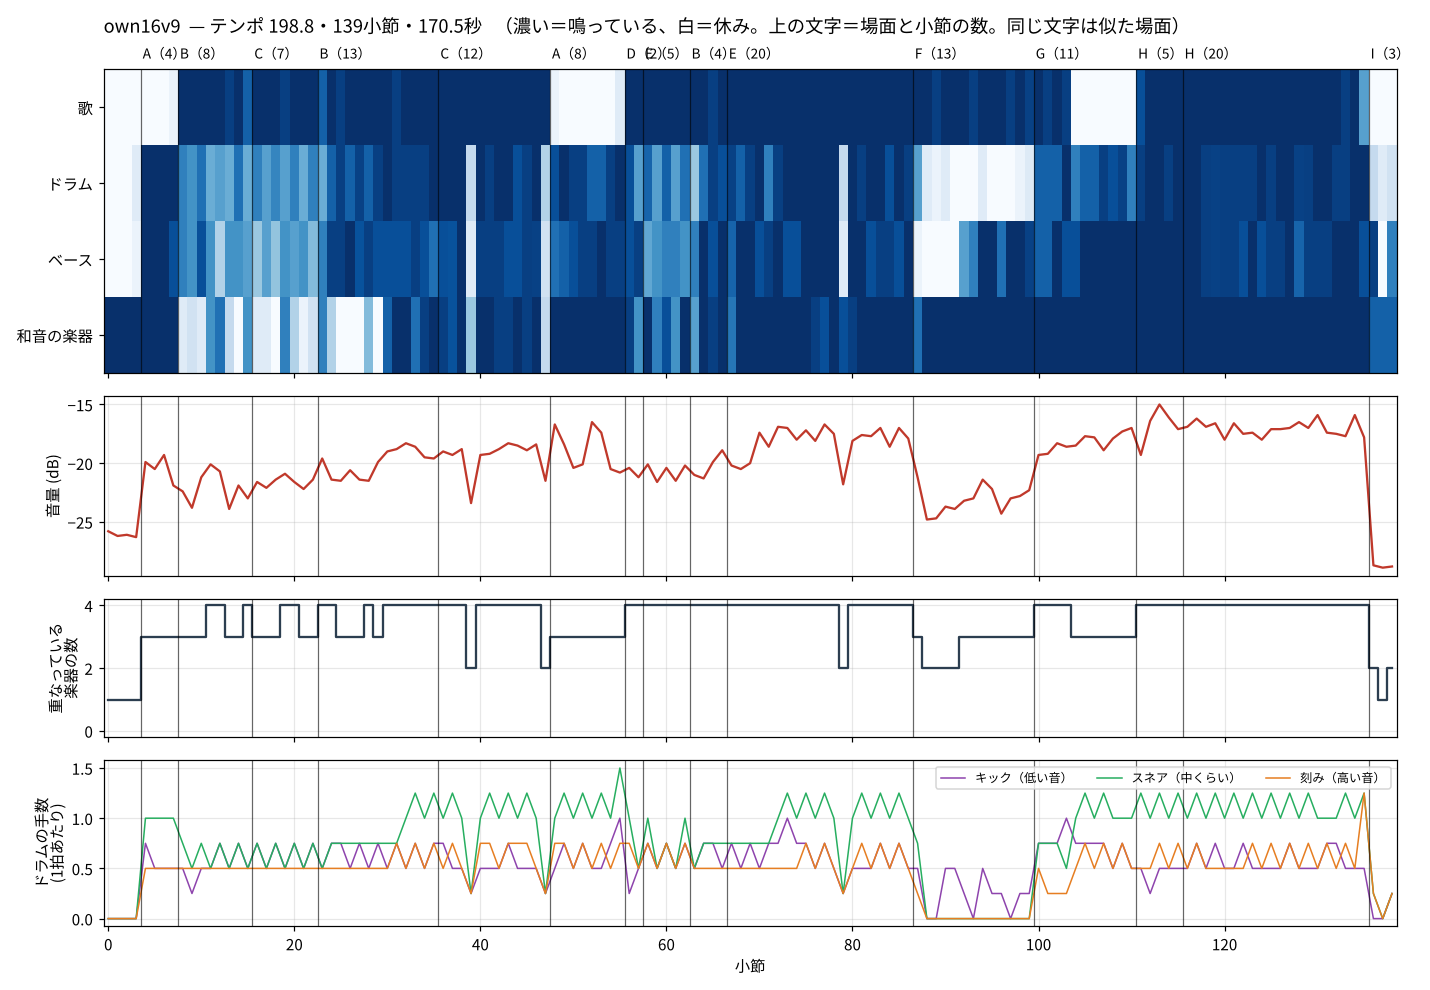 own16v9 — テンポ 198.8・139小節・170.5秒 （濃い＝鳴っている、白＝休み。上の文字＝場面と小節の数。同じ文字は似た場面）
A（4） B（8） C（7） B（13） C（12） A（8） D（2） （5） B（4） E（20） F（13） G（11） H（5） H（20） I（3）
歌
ドラム
ベース
和音の楽器
音量 (dB)
−15
−20
−25
重なっている
楽器の数
4
2
0
ドラムの手数
(1拍あたり)
1.5
1.0
0.5
0.0
キック（低い音） スネア（中くらい） 刻み（高い音）
0 20 40 60 80 100 120
小節